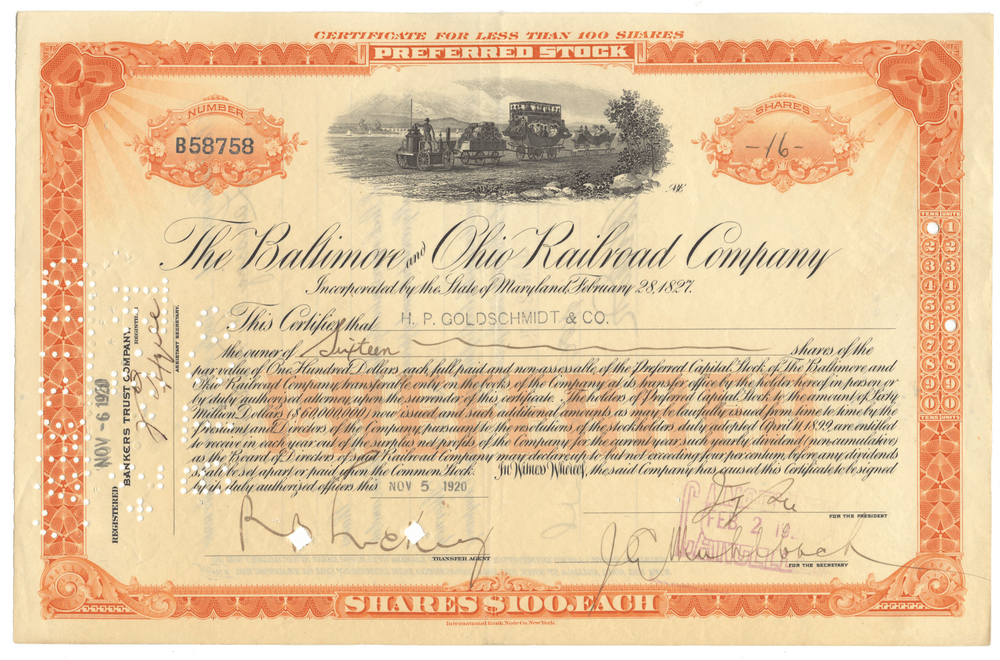 CERTIFICATE FOR LESS THAN 100 SHARES
PREFERRED STOCK
NUMBER
B58758
SHARES
-16-
TENS UNITS
The Baltimore and Ohio Railroad Company
Incorporated by the State of Maryland, February 28, 1827.
This Certifies that H. P. GOLDSCHMIDT & CO.
the owner of Sixteen shares of the
par value of One Hundred Dollars each full paid and non-assessable of the Preferred Capital Stock of The Baltimore and
Ohio Railroad Company, transferable only on the books of the Company at its transfer office by the holder hereof in person or
by duly authorized attorney, upon the surrender of this certificate. The holders of Preferred Capital Stock to the amount of Sixty
Million Dollars ($60,000,000) now issued and such additional amounts as may be lawfully issued from time to time by the
President and Directors of the Company, pursuant to the resolutions of the stockholders duly adopted April 11, 1899, are entitled
to receive in each year out of the surplus net profits of the Company for the current year such yearly dividend (non-cumulative)
as the Board of Directors of said Railroad Company may declare, up to but not exceeding four per centum, before any dividends
shall be set apart or paid upon the Common Stock. In Witness Whereof, the said Company has caused this Certificate to be signed
by its duly authorized officers this NOV 5 1920
FOR THE PRESIDENT
TRANSFER AGENT
FOR THE SECRETARY
FEB 2 19
REGISTERED NOV -6 1920
BANKERS TRUST COMPANY,
REGISTRAR
ASSISTANT SECRETARY.
SHARES $100. EACH
International Bank Note Co. New York.